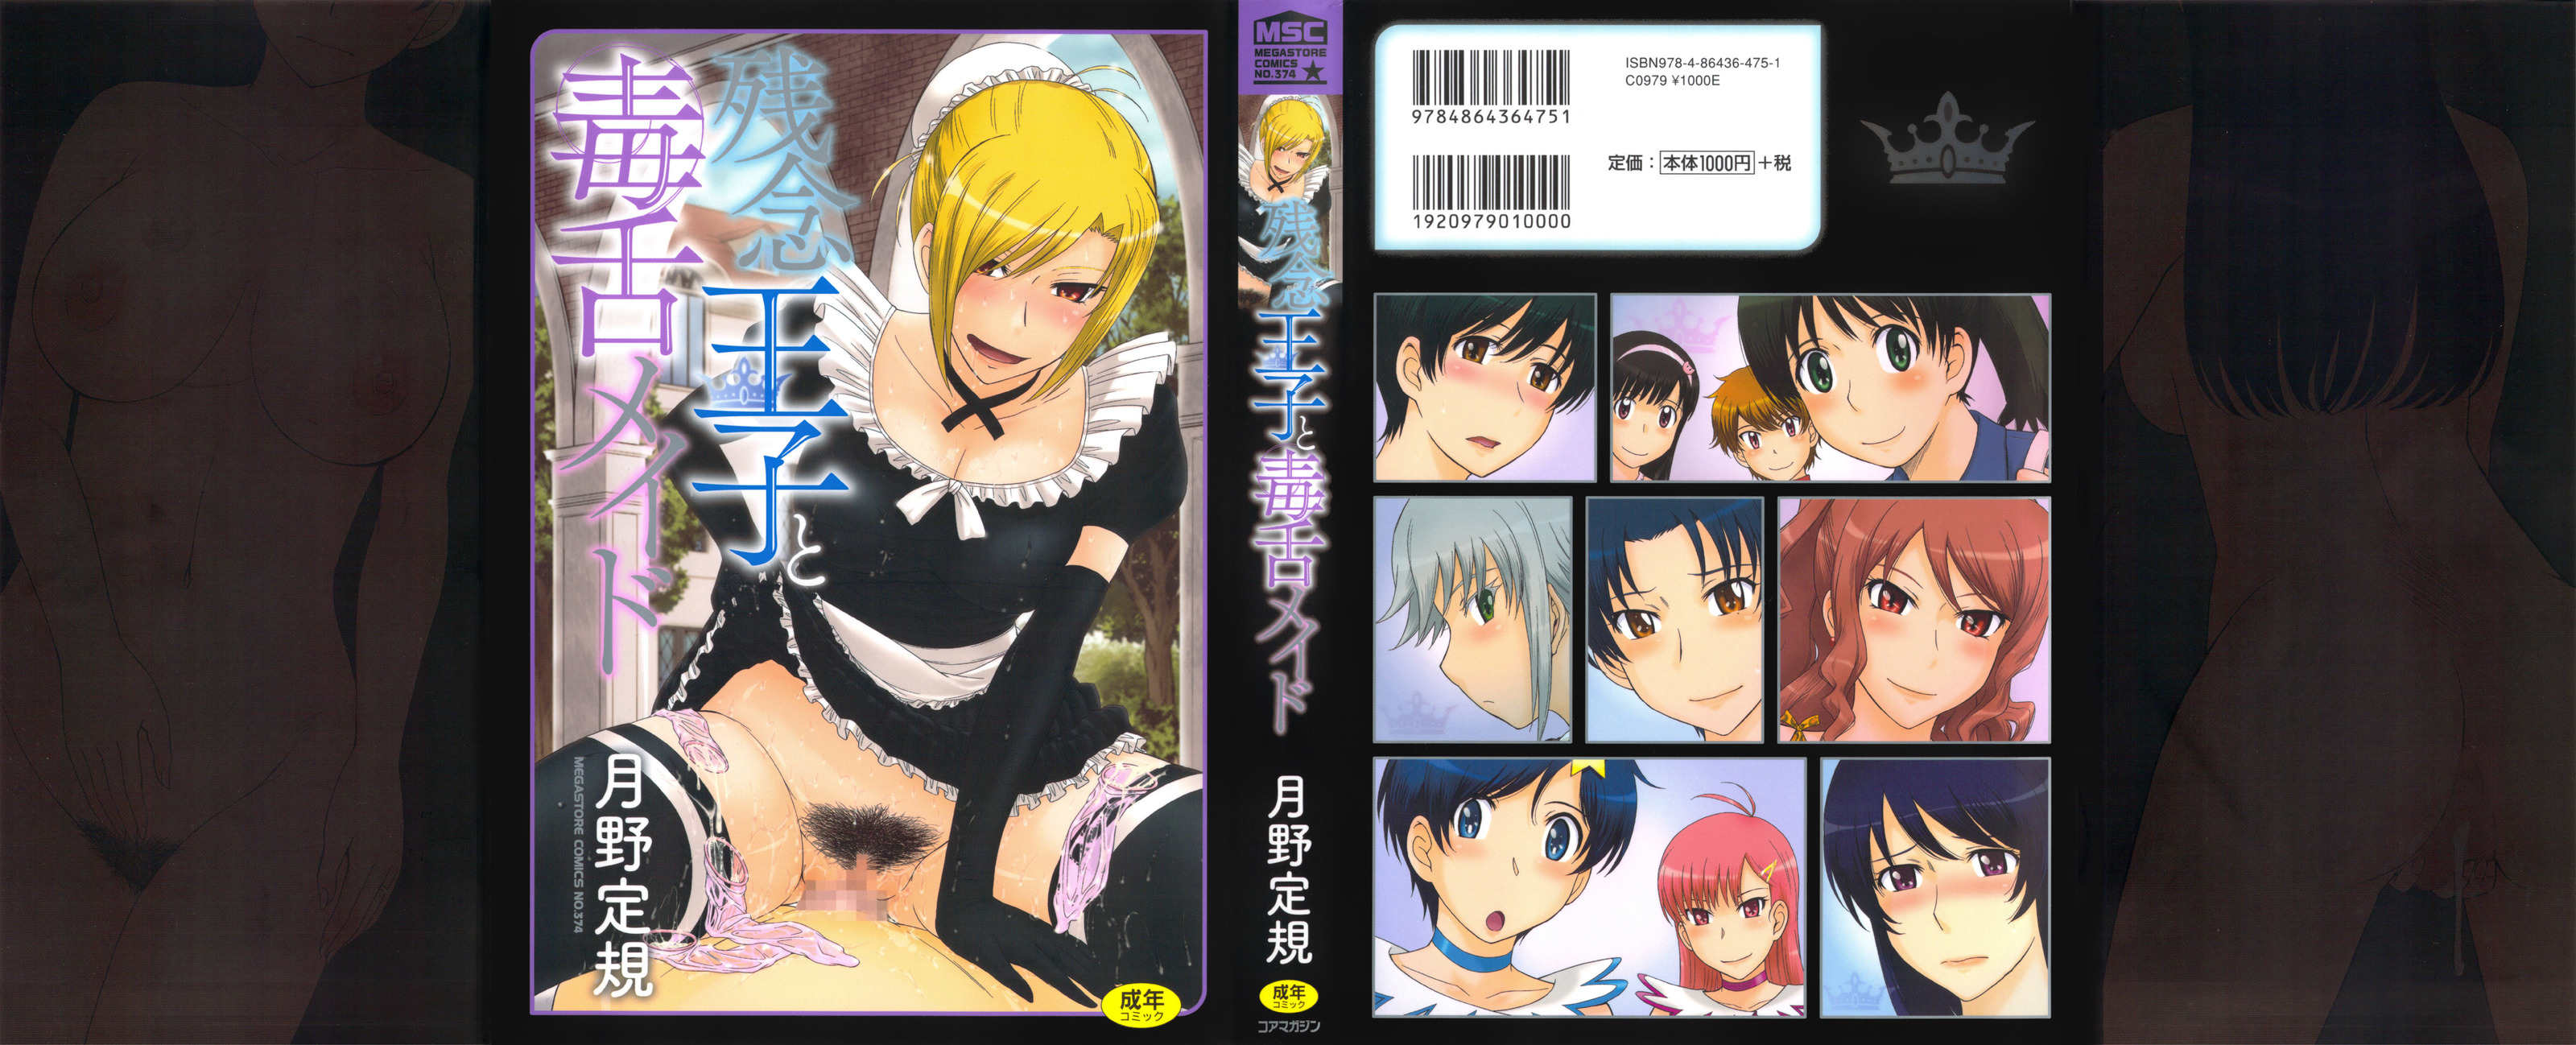 残念王子と
毒舌メイド
月野定規
MEGASTORE COMICS NO.374
成年
コミック
MSC
MEGASTORE
COMICS
NO.374
残念王子と毒舌メイド
月野定規
成年
コミック
コアマガジン
ISBN978-4-86436-475-1
C0979 ¥1000E
9784864364751
定価：本体1000円+税
1920979010000